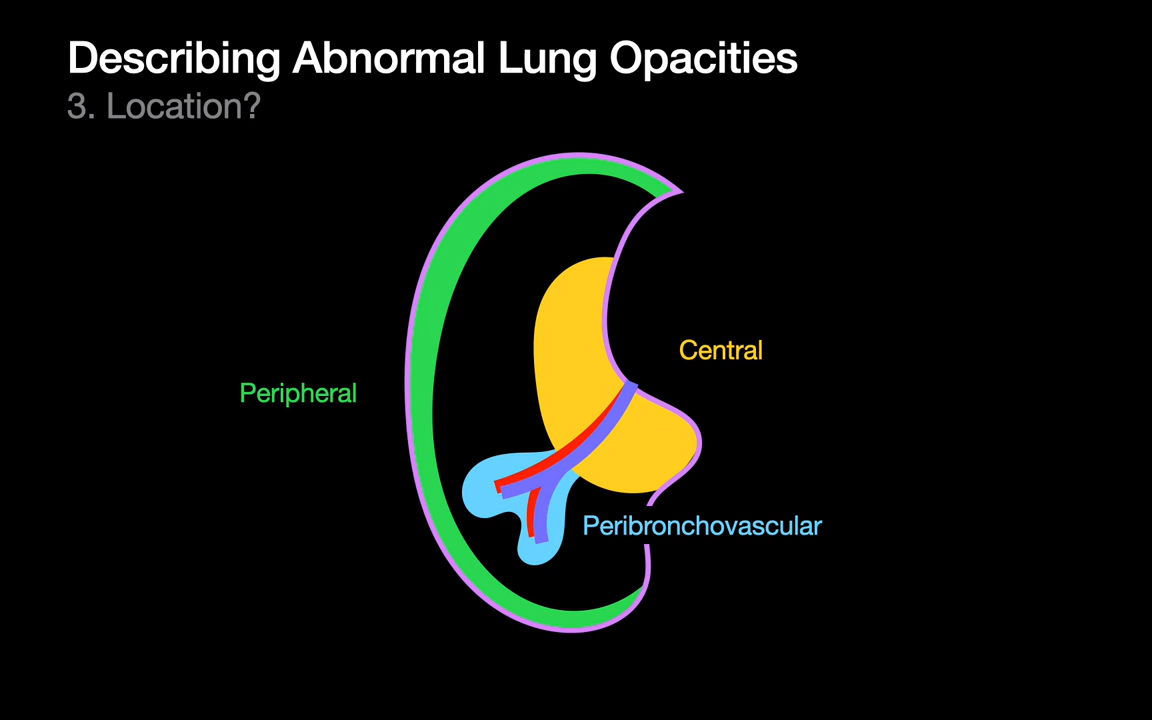 Describing Abnormal Lung Opacities
3. Location?
Central
Peripheral
Peribronchovascular